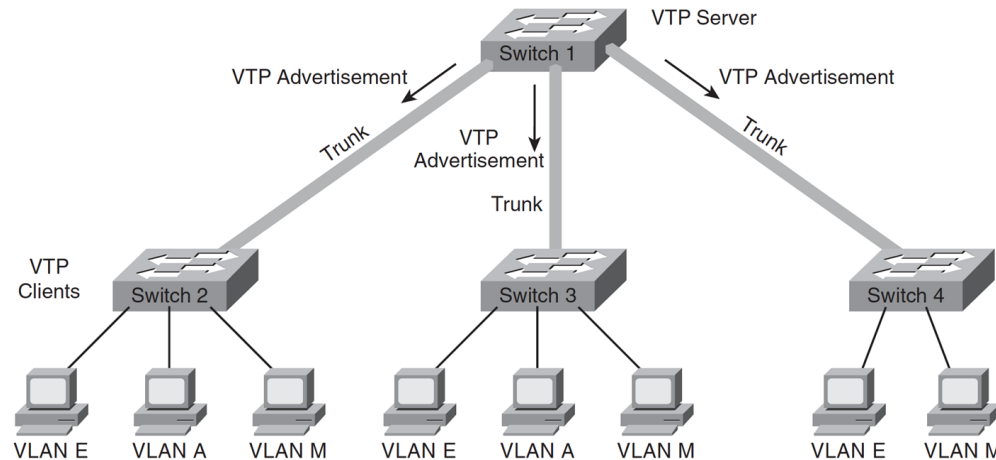 VTP Server
Switch 1
VTP Advertisement
VTP Advertisement
Trunk
VTP
Advertisement
Trunk
Trunk
VTP
Clients
Switch 2
Switch 3
Switch 4
VLAN E
VLAN A
VLAN M
VLAN E
VLAN A
VLAN M
VLAN E
VLAN M